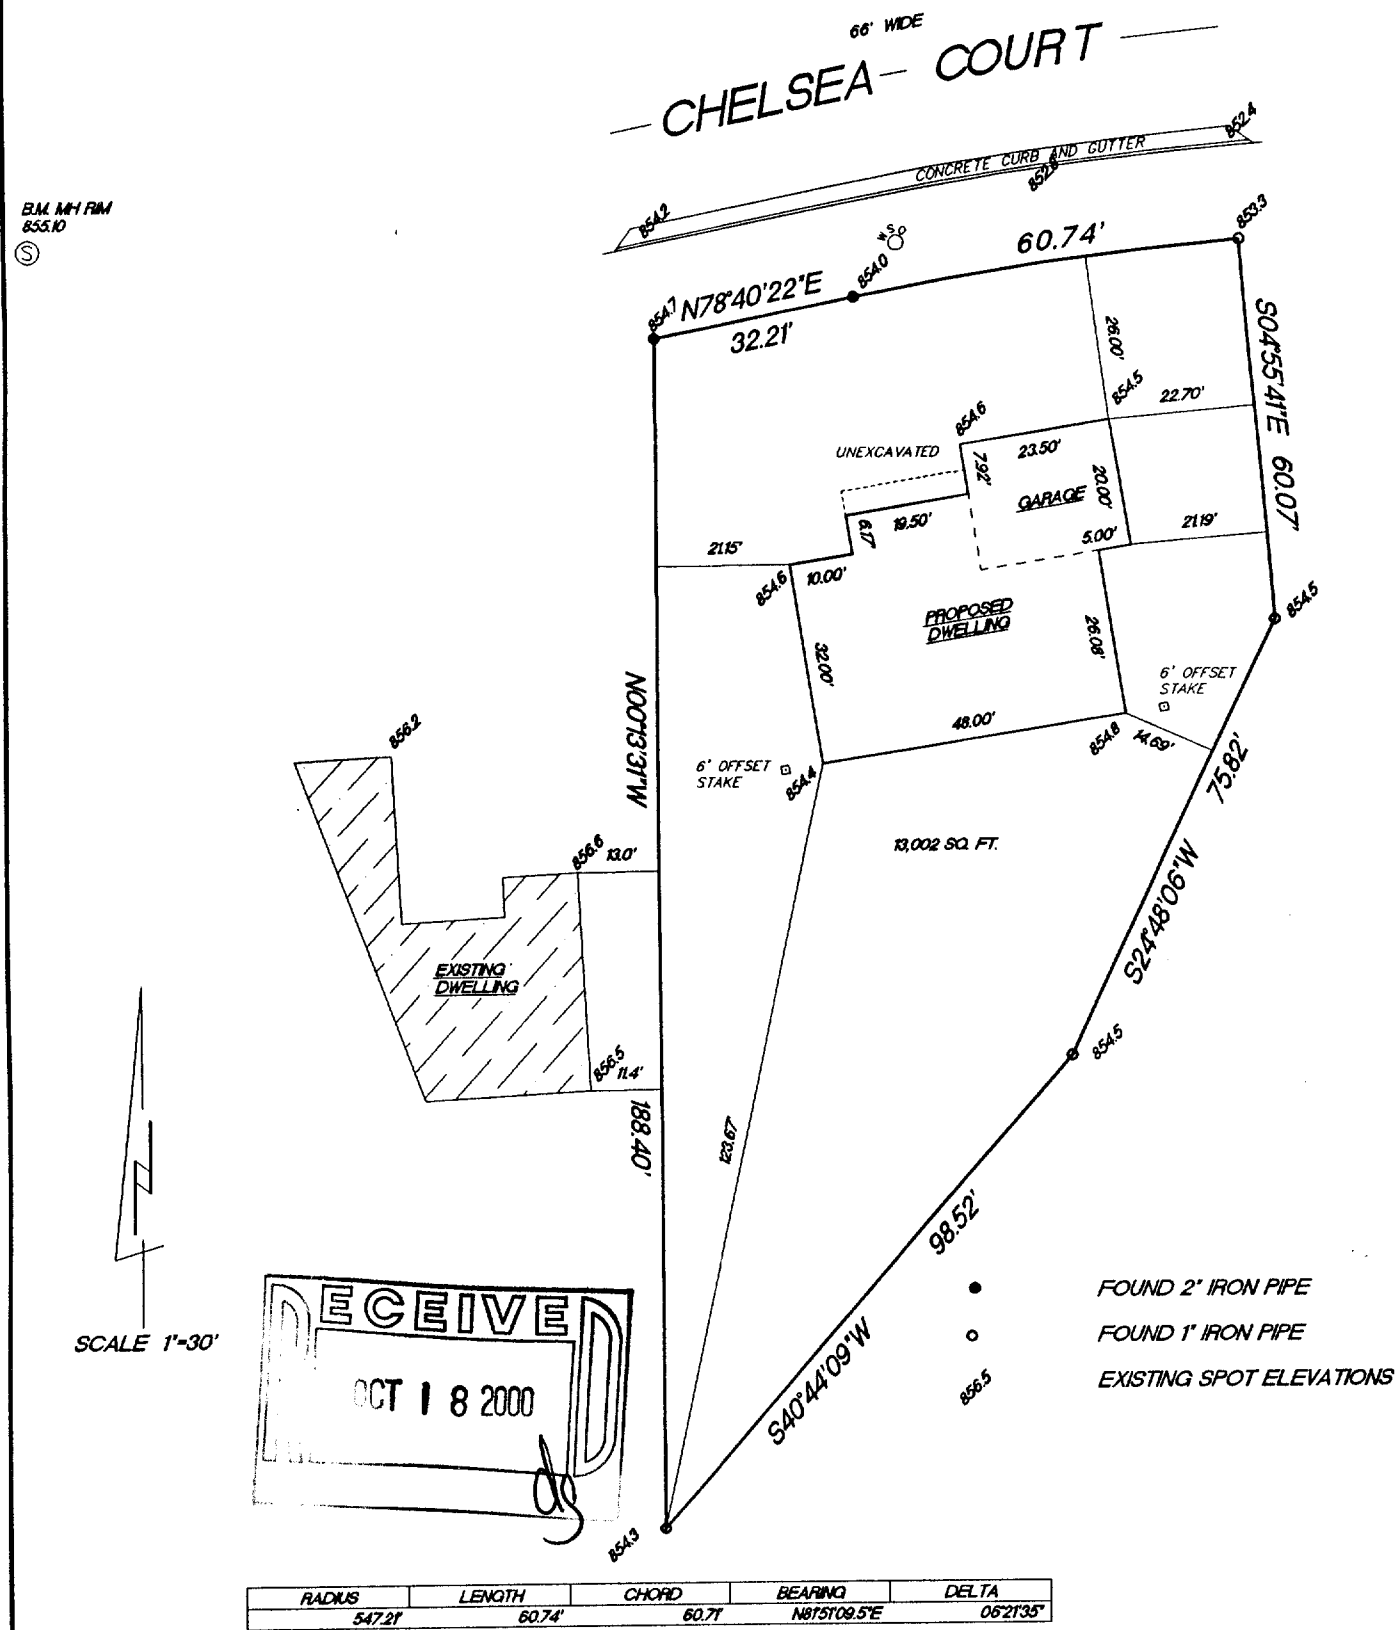 66' WIDE
CHELSEA COURT
CONCRETE CURB AND GUTTER
852.4
852.8
854.2
B.M. MH RIM
855.10
S
W S O
853.3
60.74'
854.0
N78°40'22"E
854.7
32.21'
S04°55'41"E 60.07'
26.00'
854.5
22.70'
854.6
UNEXCAVATED
23.50'
7.92'
GARAGE
20.00'
19.50'
6.17'
5.00'
21.19'
21.15'
854.6
10.00'
854.5
PROPOSED
DWELLING
32.00'
26.08'
6' OFFSET
STAKE
N00°13'31"W
48.00'
854.8
14.69'
856.2
6' OFFSET
STAKE
854.4
75.82'
13,002 SQ. FT.
856.6
13.0'
S24°48'06"W
EXISTING
DWELLING
854.5
856.5
11.4'
188.40'
123.67'
98.52'
SCALE 1"=30'
RECEIVED
OCT 18 2000
dg
S40°44'09"W
FOUND 2" IRON PIPE
FOUND 1" IRON PIPE
856.5 EXISTING SPOT ELEVATIONS
854.3
RADIUS LENGTH CHORD BEARING DELTA
547.21' 60.74' 60.71' N81°51'09.5"E 06°21'35"